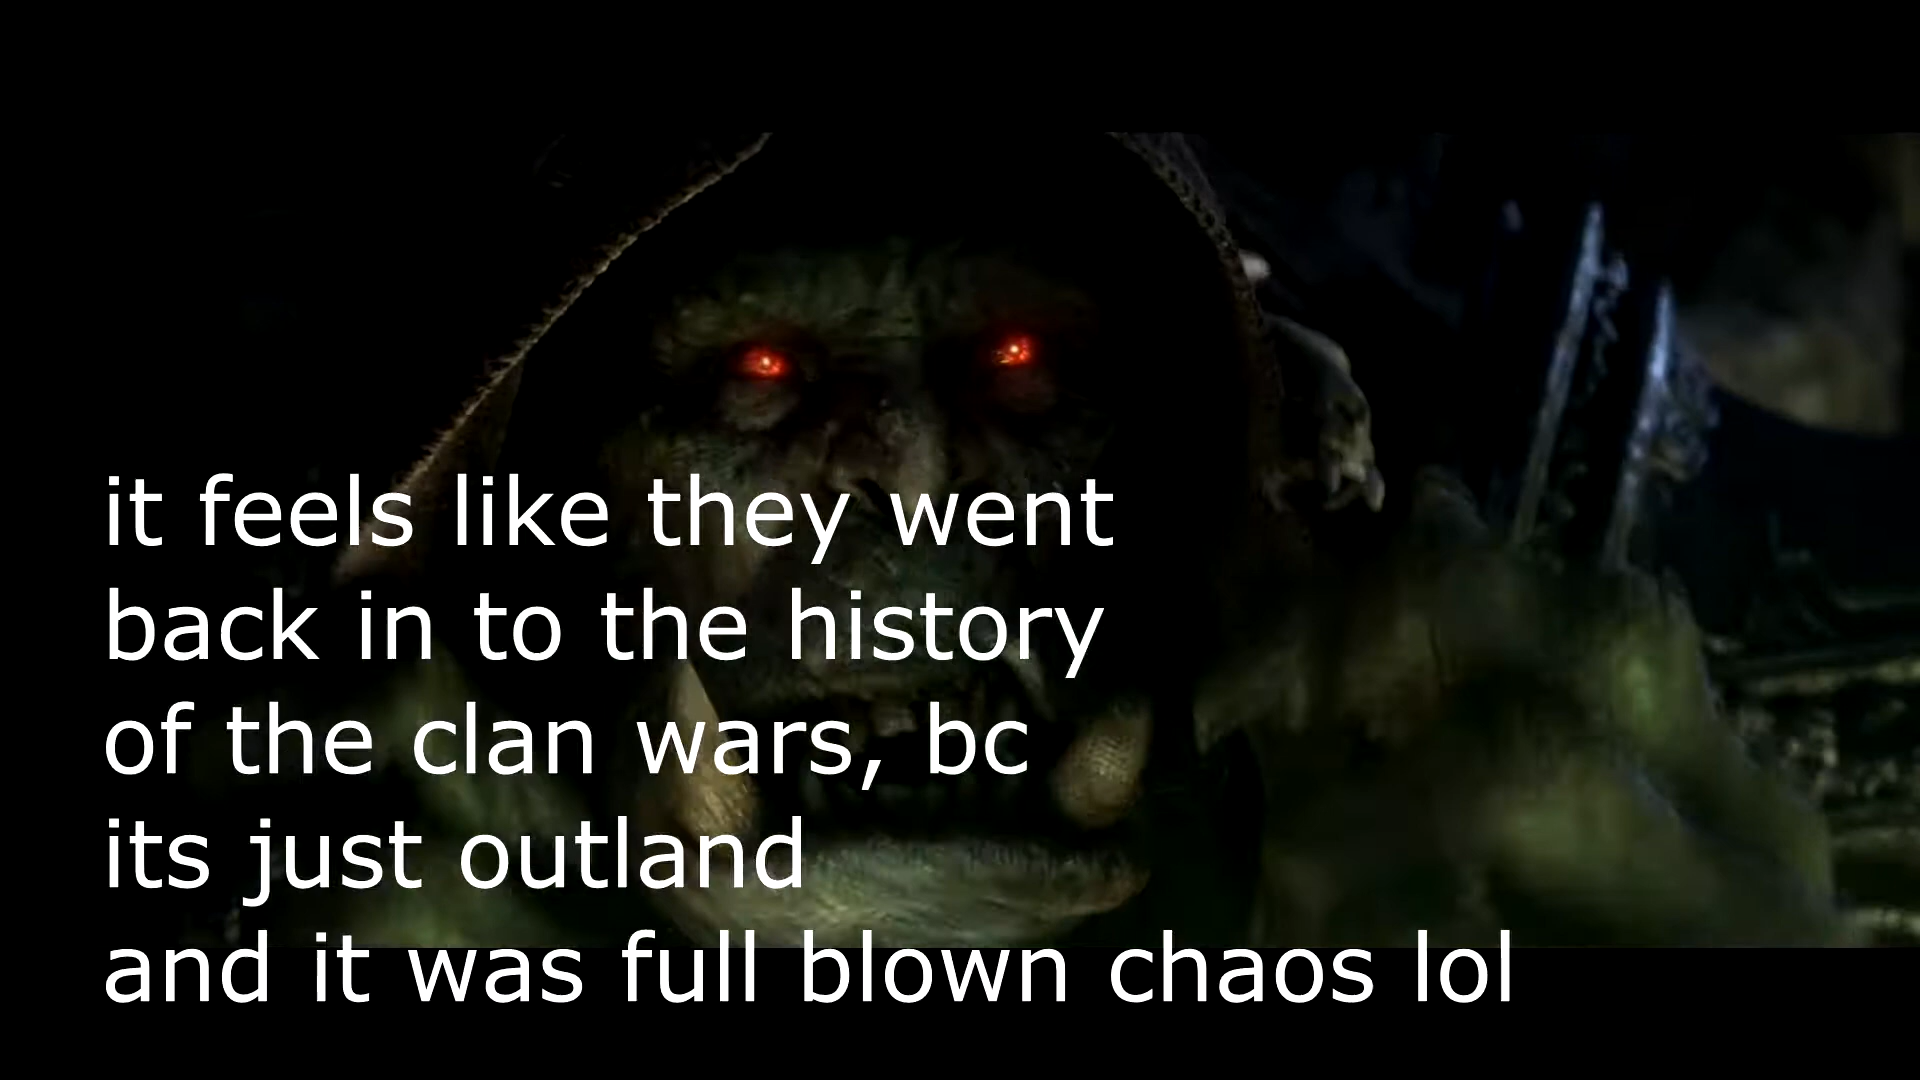 it feels like they went
back in to the history
of the clan wars, bc
its just outland
and it was full blown chaos lol